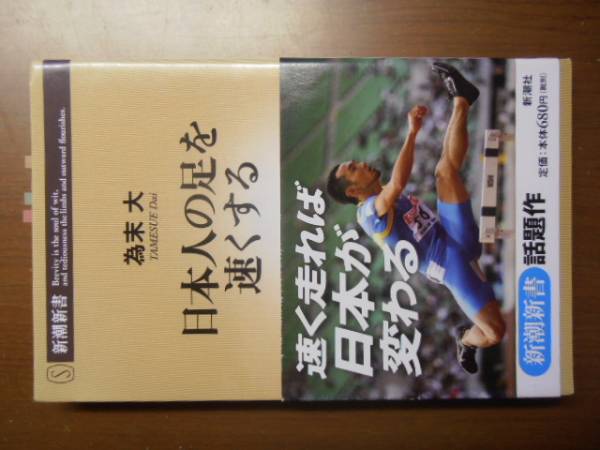 新潮新書
Brevity is the soul of wit,
and tediousness the limbs and outward flourishes.
為末 大
TAMESUE Dai
日本人の足を
速くする
速く走れば
日本が
変わる
新潮新書
話題作
新潮社
定価：本体680円(税別)
S